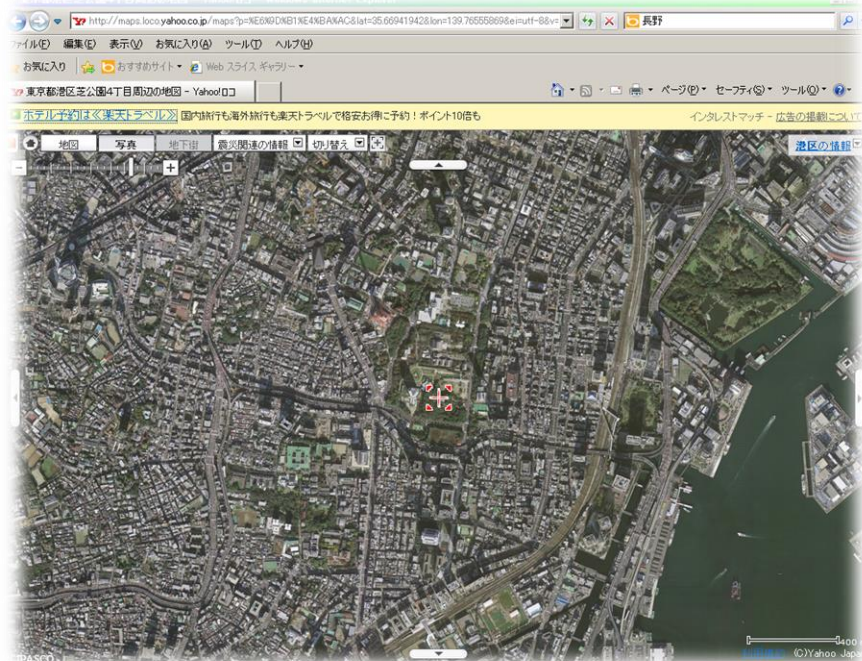 http://maps.loco.yahoo.co.jp/maps?p=%E6%9D%B1%E4%BA%AC&lat=35.66941942&lon=139.76555869&ei=utf-8&v= 長野
ファイル(F) 編集(E) 表示(V) お気に入り(A) ツール(T) ヘルプ(H)
お気に入り おすすめサイト Web スライス ギャラリー
東京都港区芝公園4丁目周辺の地図 - Yahoo!ロコ ページ(P) セーフティ(S) ツール(O)
ホテル予約は≪楽天トラベル≫ 国内旅行も海外旅行も楽天トラベルで格安お得に予約！ポイント10倍も インタレストマッチ - 広告の掲載について
地図 写真 地下街 震災関連の情報 切り替え 港区の情報
400
PASCO (C)Yahoo Japa